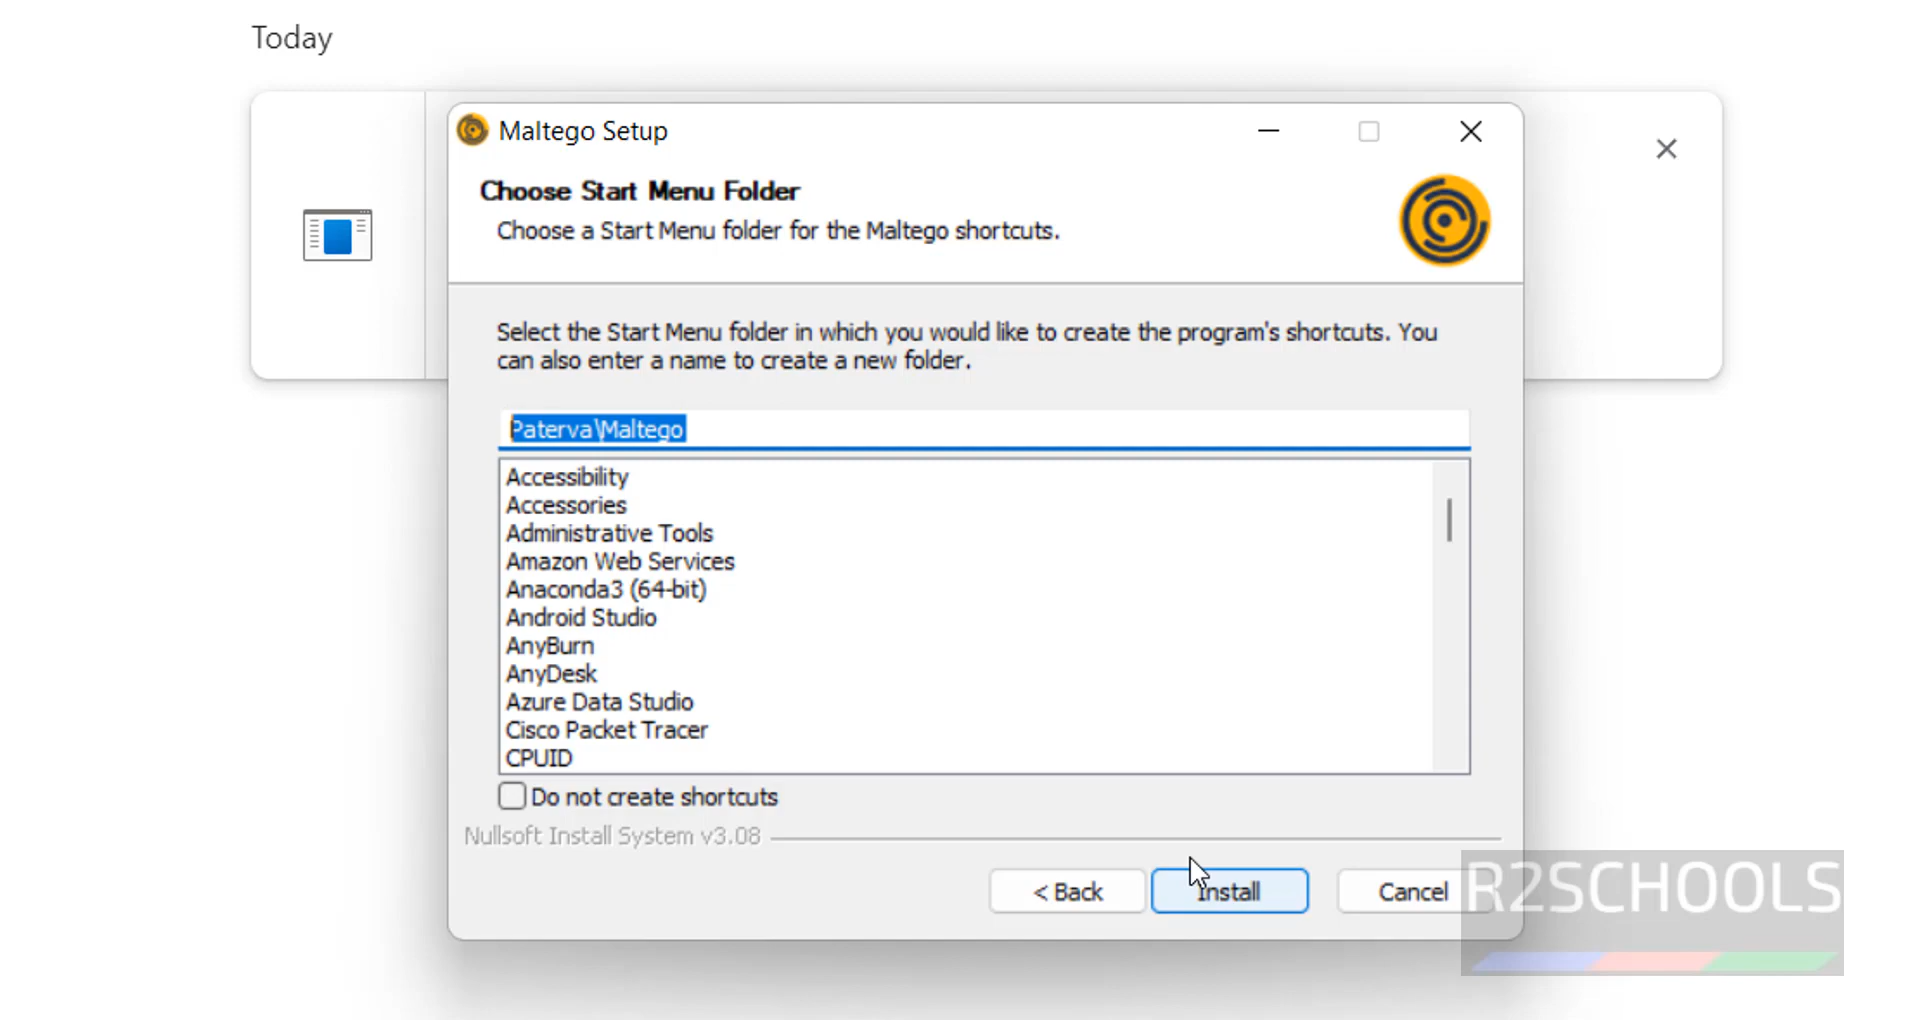 Today
Maltego Setup
Choose Start Menu Folder
Choose a Start Menu folder for the Maltego shortcuts.
Select the Start Menu folder in which you would like to create the program's shortcuts. You
can also enter a name to create a new folder.
Paterva\Maltego
Accessibility
Accessories
Administrative Tools
Amazon Web Services
Anaconda3 (64-bit)
Android Studio
AnyBurn
AnyDesk
Azure Data Studio
Cisco Packet Tracer
CPUID
Do not create shortcuts
Nullsoft Install System v3.08
< Back
Install
Cancel
R2SCHOOLS